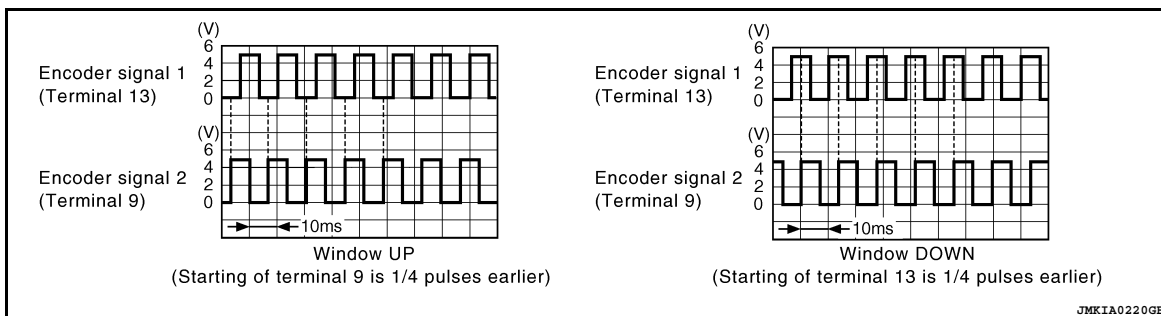 (V)
6
4
2
0
Encoder signal 1
(Terminal 13)
(V)
6
4
2
0
Encoder signal 2
(Terminal 9)
10ms
Window UP
(Starting of terminal 9 is 1/4 pulses earlier)
(V)
6
4
2
0
Encoder signal 1
(Terminal 13)
(V)
6
4
2
0
Encoder signal 2
(Terminal 9)
10ms
Window DOWN
(Starting of terminal 13 is 1/4 pulses earlier)